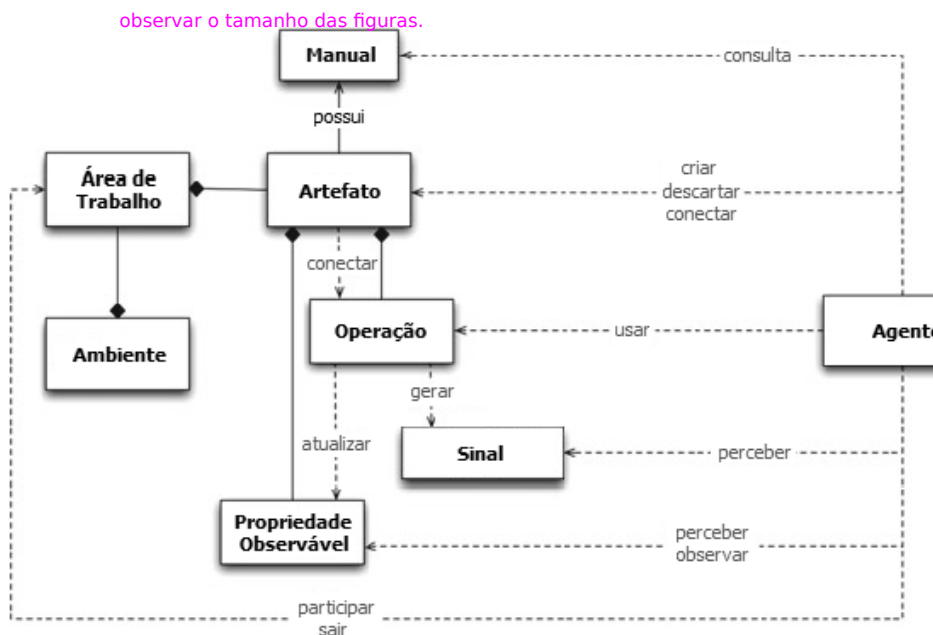 observar o tamanho das figuras.
Manual
consulta
possui
Área de
Trabalho
Artefato
criar
descartar
conectar
conectar
Ambiente
Operação
usar
Agente
gerar
atualizar
Sinal
perceber
Propriedade
Observável
perceber
observar
participar
sair